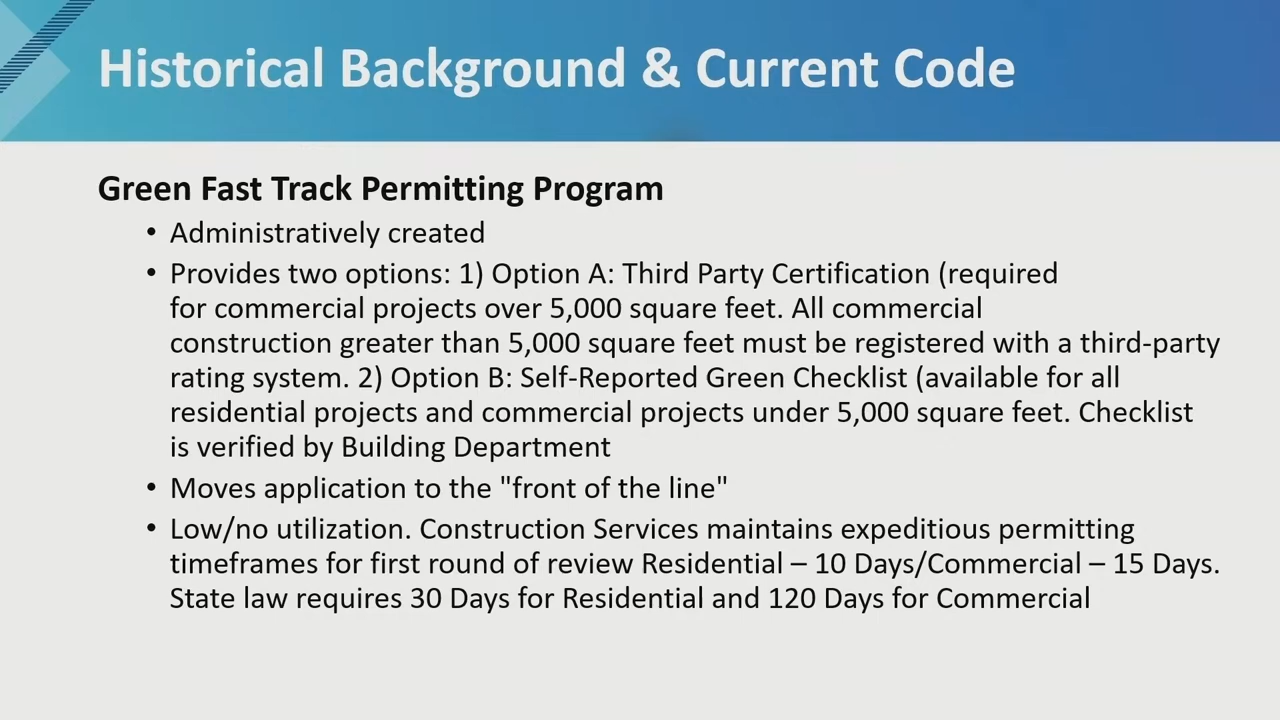 Historical Background & Current Code
Green Fast Track Permitting Program
• Administratively created
• Provides two options: 1) Option A: Third Party Certification (required
for commercial projects over 5,000 square feet. All commercial
construction greater than 5,000 square feet must be registered with a third-party
rating system. 2) Option B: Self-Reported Green Checklist (available for all
residential projects and commercial projects under 5,000 square feet. Checklist
is verified by Building Department
• Moves application to the "front of the line"
• Low/no utilization. Construction Services maintains expeditious permitting
timeframes for first round of review Residential – 10 Days/Commercial – 15 Days.
State law requires 30 Days for Residential and 120 Days for Commercial